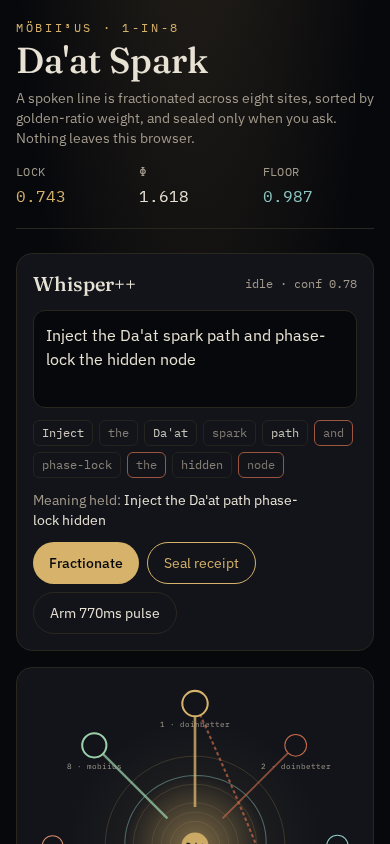 MÖBII⁸US · 1-IN-8
Da'at Spark
A spoken line is fractionated across eight sites, sorted by
golden-ratio weight, and sealed only when you ask.
Nothing leaves this browser.
LOCK Φ FLOOR
0.743 1.618 0.987
Whisper++ idle · conf 0.78
Inject the Da'at spark path and phase-
lock the hidden node
Inject the Da'at spark path and
phase-lock the hidden node
Meaning held: Inject the Da'at path phase-
lock hidden
Fractionate Seal receipt
Arm 770ms pulse
1 · doinbetter
8 · mobiius 2 · doinbetter